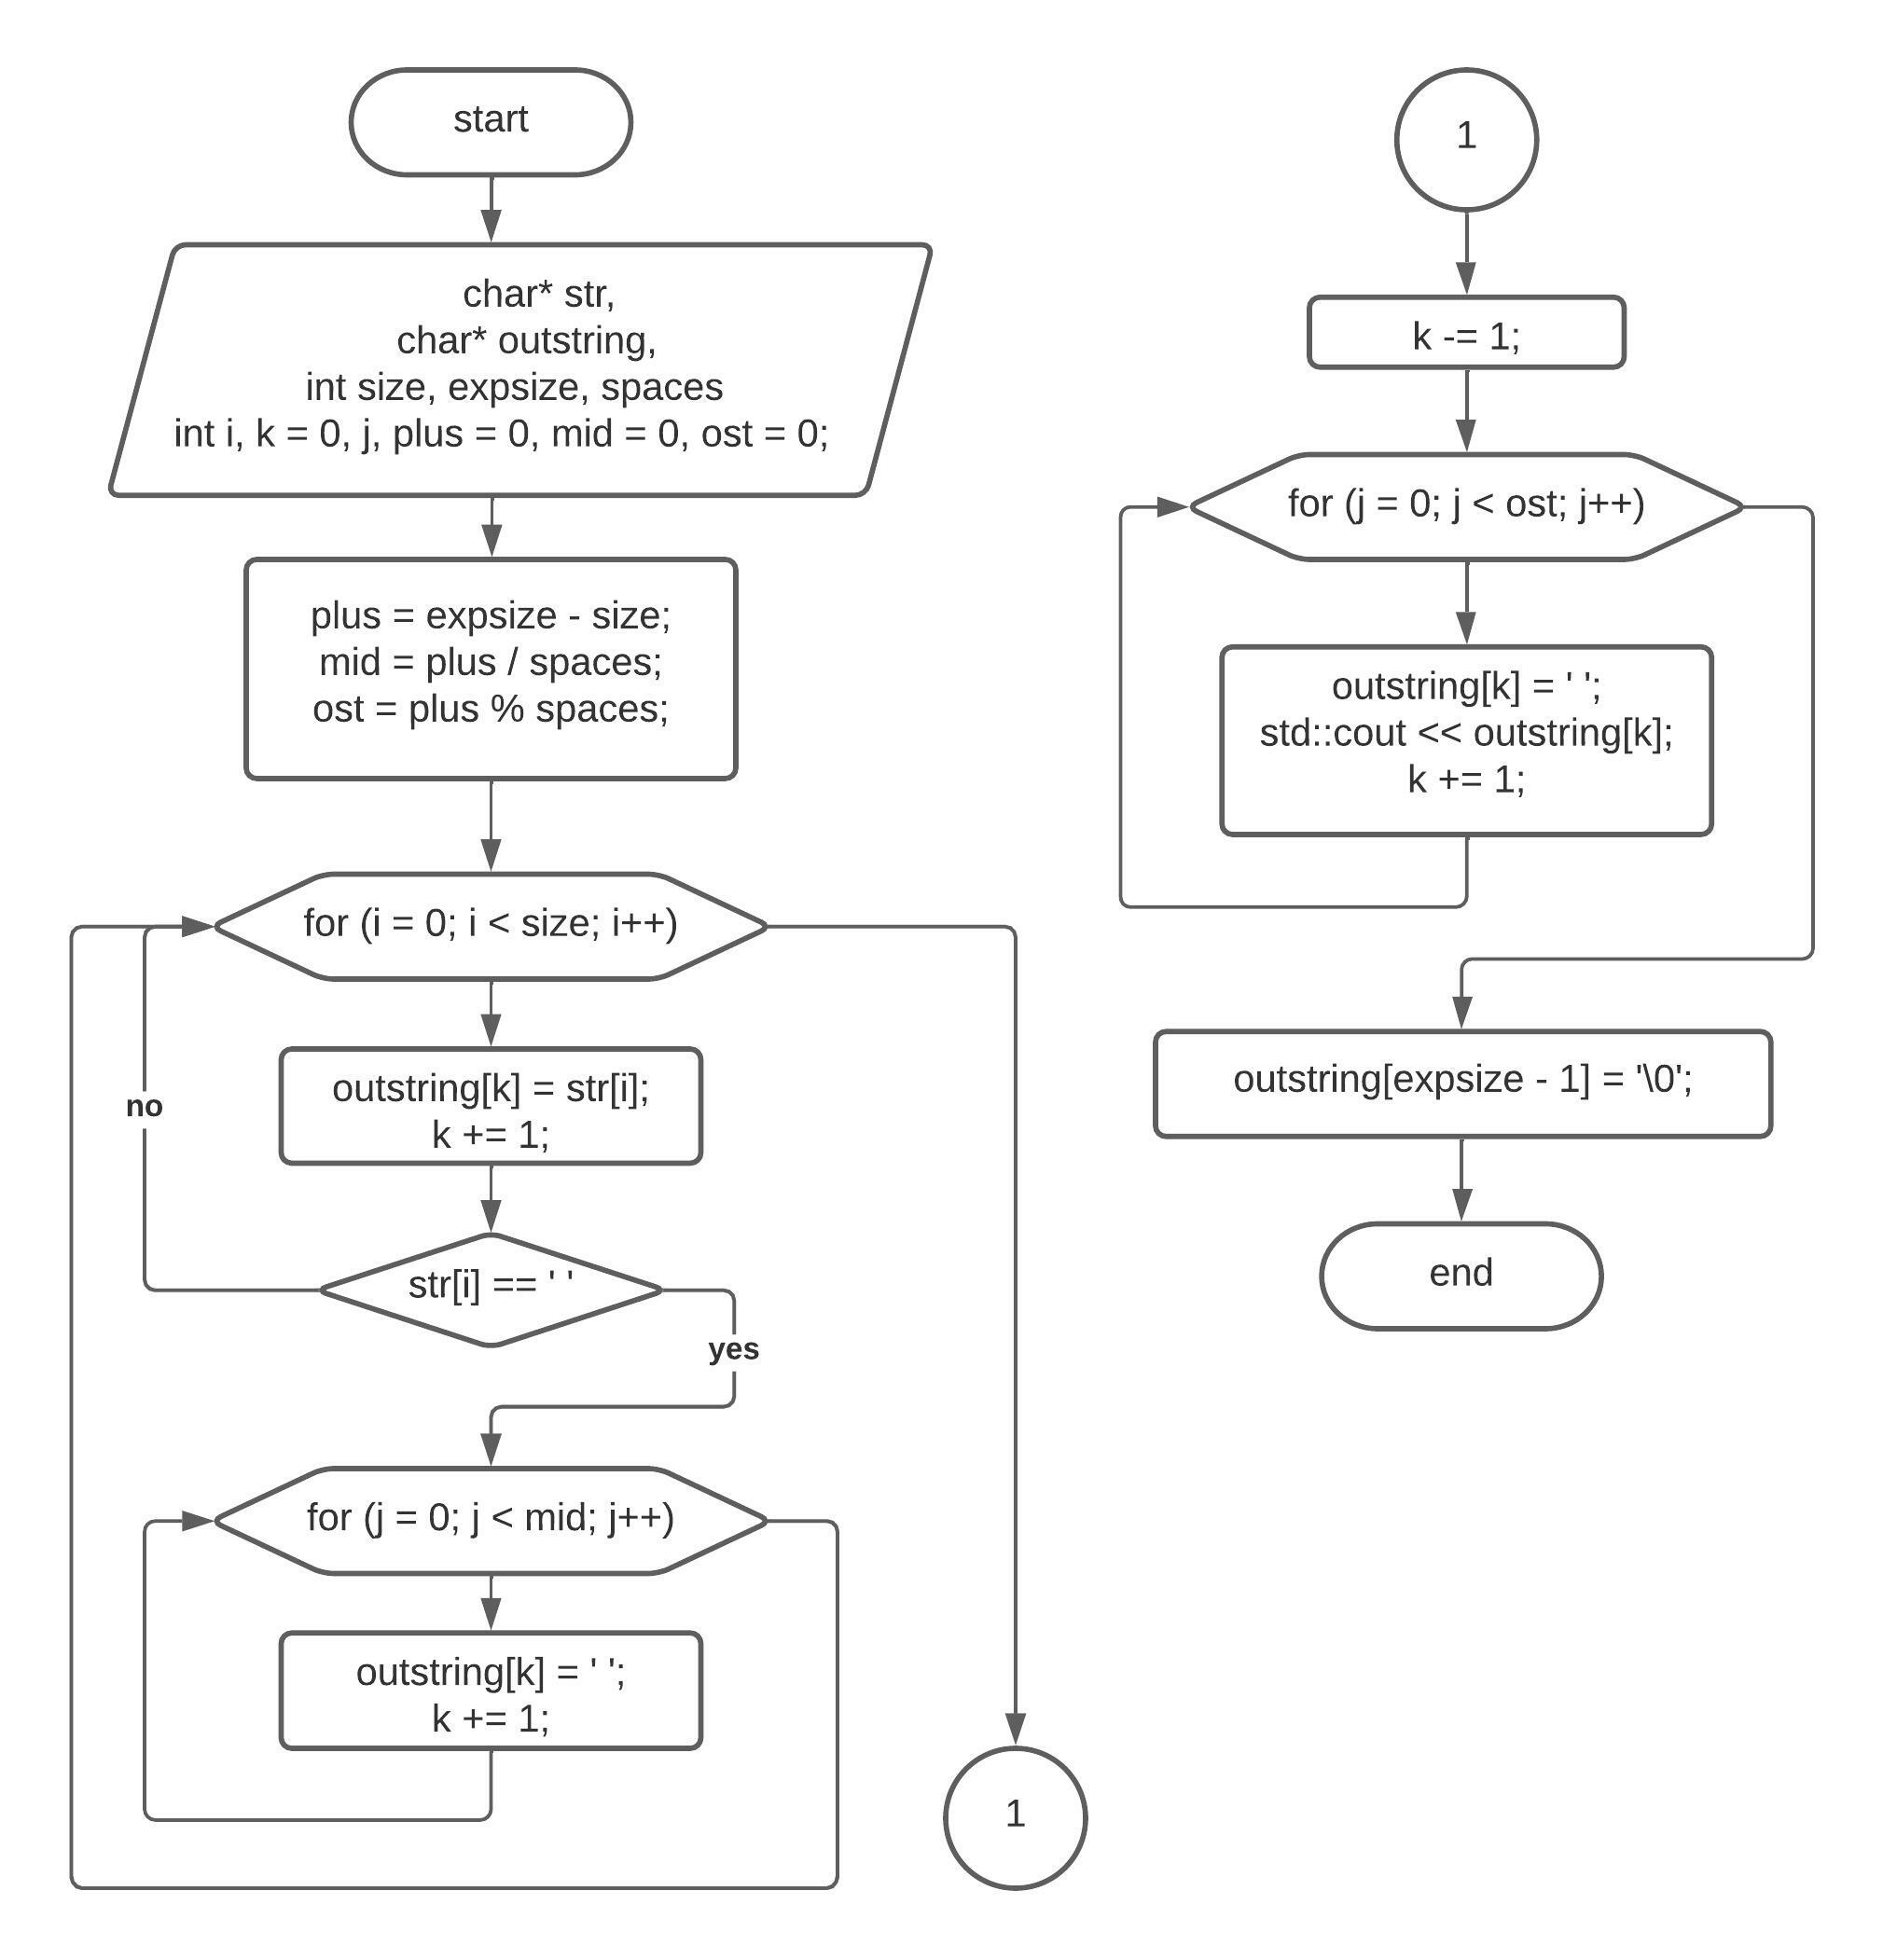 start
char* str,
char* outstring,
int size, expsize, spaces
int i, k = 0, j, plus = 0, mid = 0, ost = 0;
plus = expsize - size;
mid = plus / spaces;
ost = plus % spaces;
for (i = 0; i < size; i++)
outstring[k] = str[i];
k += 1;
no
str[i] == ' '
yes
for (j = 0; j < mid; j++)
outstring[k] = ' ';
k += 1;
1
1
k -= 1;
for (j = 0; j < ost; j++)
outstring[k] = ' ';
std::cout << outstring[k];
k += 1;
outstring[expsize - 1] = '\0';
end